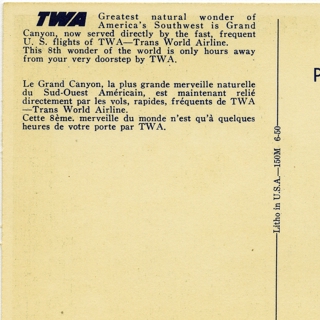 TWA Greatest natural wonder of
America's Southwest is Grand
Canyon, now served directly by the fast, frequent
U. S. flights of TWA—Trans World Airline.
This 8th wonder of the world is only hours away
from your very doorstep by TWA.
Le Grand Canyon, la plus grande merveille naturelle
du Sud-Ouest Américain, est maintenant relié
directement par les vols, rapides, fréquents de TWA
—Trans World Airline.
Cette 8ème. merveille du monde n'est qu'à quelques
heures de votre porte par TWA.
Litho in U.S.A.—150M 6-50
P